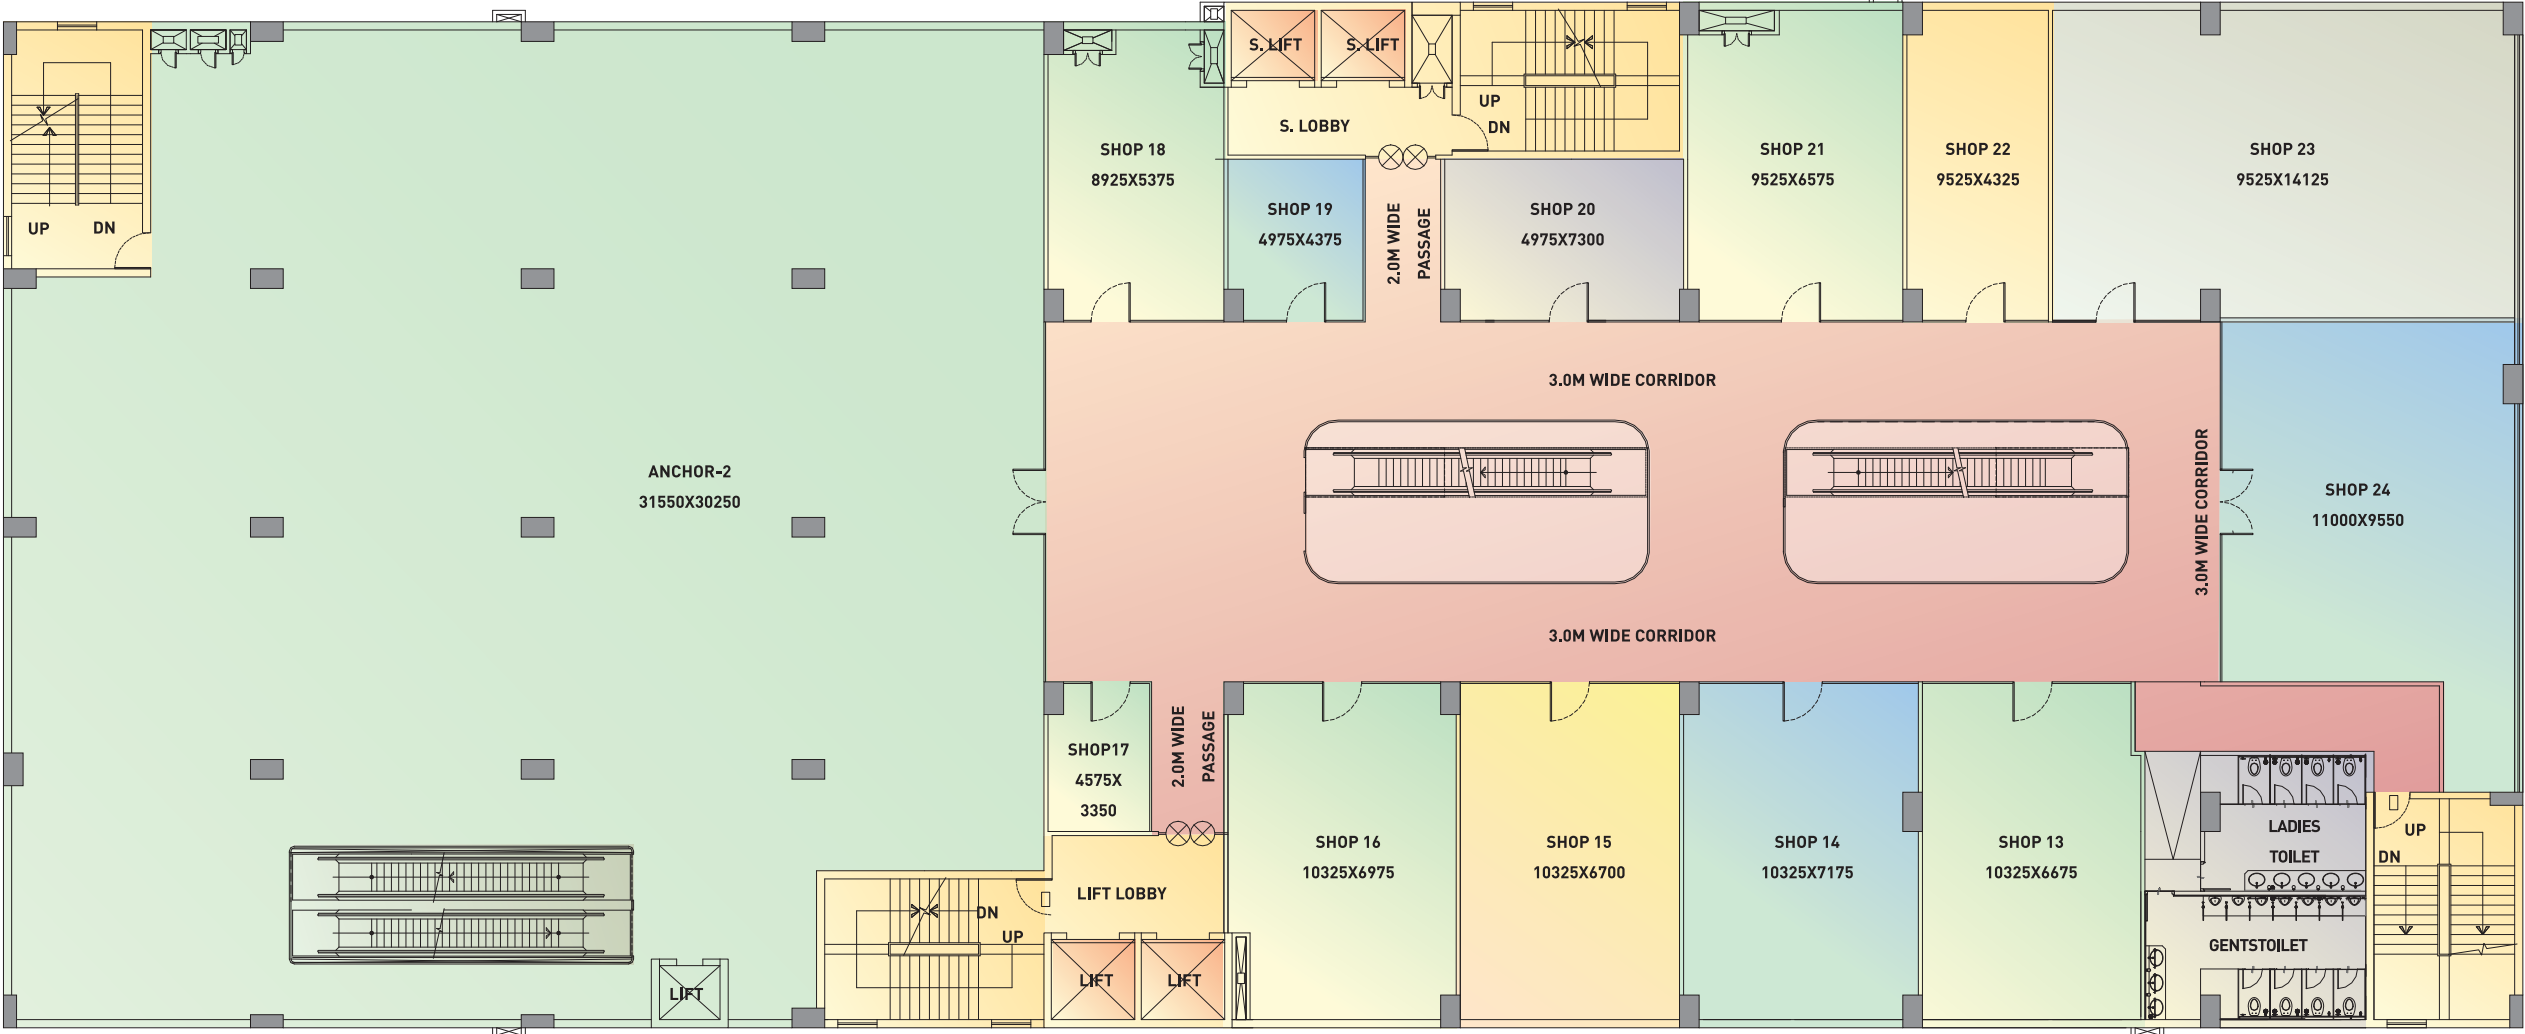 S. LIFT
S. LIFT
UP
DN
S. LOBBY
UP
DN
SHOP 18
8925X5375
SHOP 19
4975X4375
2.0M WIDE
PASSAGE
SHOP 20
4975X7300
SHOP 21
9525X6575
SHOP 22
9525X4325
SHOP 23
9525X14125
3.0M WIDE CORRIDOR
ANCHOR-2
31550X30250
3.0M WIDE CORRIDOR
SHOP 24
11000X9550
3.0M WIDE CORRIDOR
SHOP17
4575X
3350
2.0M WIDE
PASSAGE
SHOP 16
10325X6975
SHOP 15
10325X6700
SHOP 14
10325X7175
SHOP 13
10325X6675
LADIES
TOILET
UP
DN
LIFT LOBBY
DN
UP
GENTSTOILET
LIFT
LIFT
LIFT